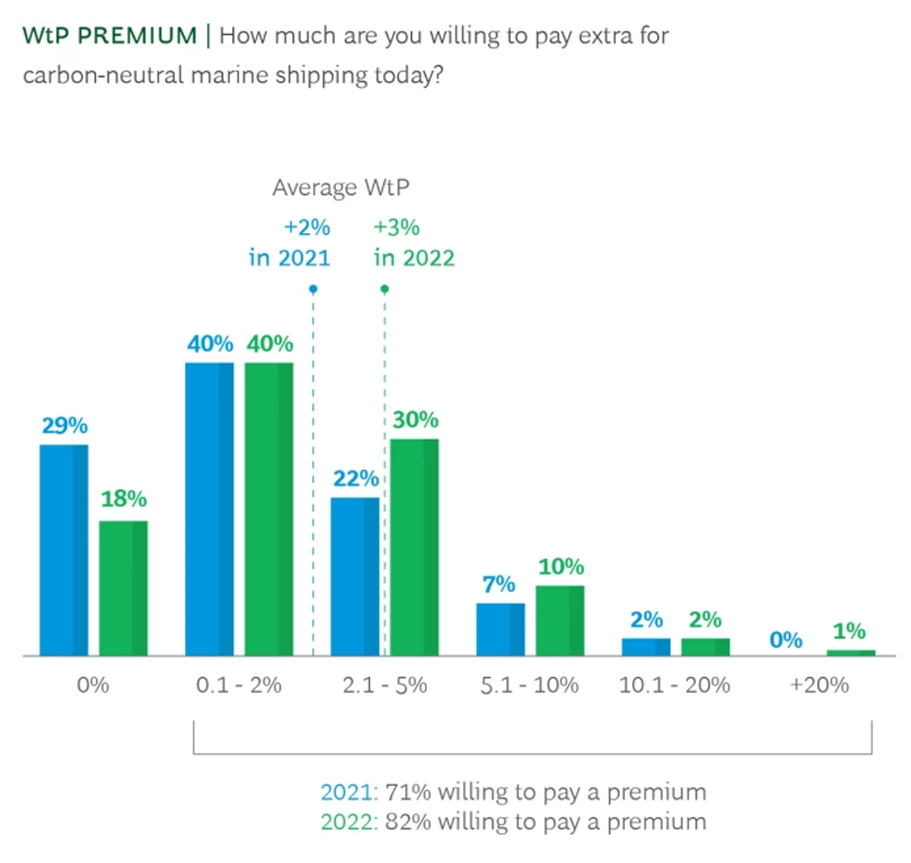 WtP PREMIUM | How much are you willing to pay extra for
carbon-neutral marine shipping today?
Average WtP
+2%
in 2021
+3%
in 2022
29%
18%
40%
40%
22%
30%
7%
10%
2%
2%
0%
1%
0%
0.1 - 2%
2.1 - 5%
5.1 - 10%
10.1 - 20%
+20%
2021: 71% willing to pay a premium
2022: 82% willing to pay a premium